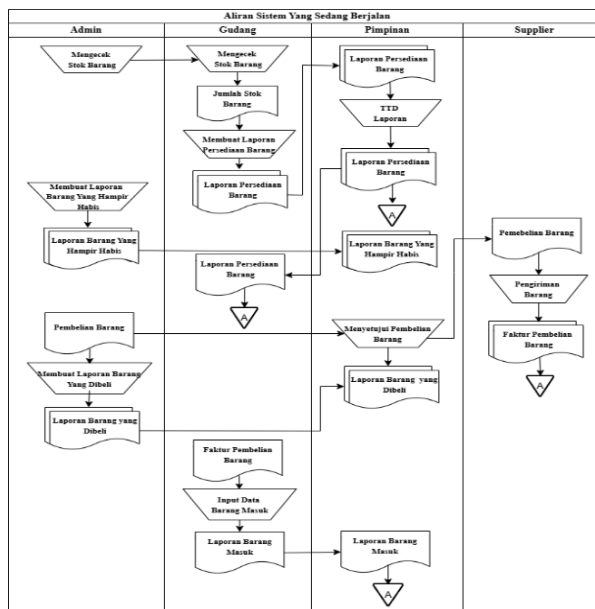 Aliran Sistem Yang Sedang Berjalan
Admin
Gudang
Pimpinan
Supplier
Mengecek
Stok Barang
Mengecek
Stok Barang
Laporan Persediaan
Barang
Jumlah Stok
Barang
TTD
Laporan
Membuat Laporan
Persediaan Barang
Laporan Persediaan
Barang
Laporan Persediaan
Barang
A
Membuat Laporan
Barang Yang Hampir
Habis
Laporan Barang Yang
Hampir Habis
Laporan Barang Yang
Hampir Habis
Pemebelian Barang
Laporan Persediaan
Barang
A
Pengiriman
Barang
Pembelian Barang
Menyetujui Pembelian
Barang
Faktur Pembelian
Barang
A
Membuat Laporan Barang
Yang Dibeli
Laporan Barang yang
Dibeli
Laporan Barang yang
Dibeli
Faktur Pembelian
Barang
Input Data
Barang Masuk
Laporan Barang
Masuk
Laporan Barang
Masuk
A